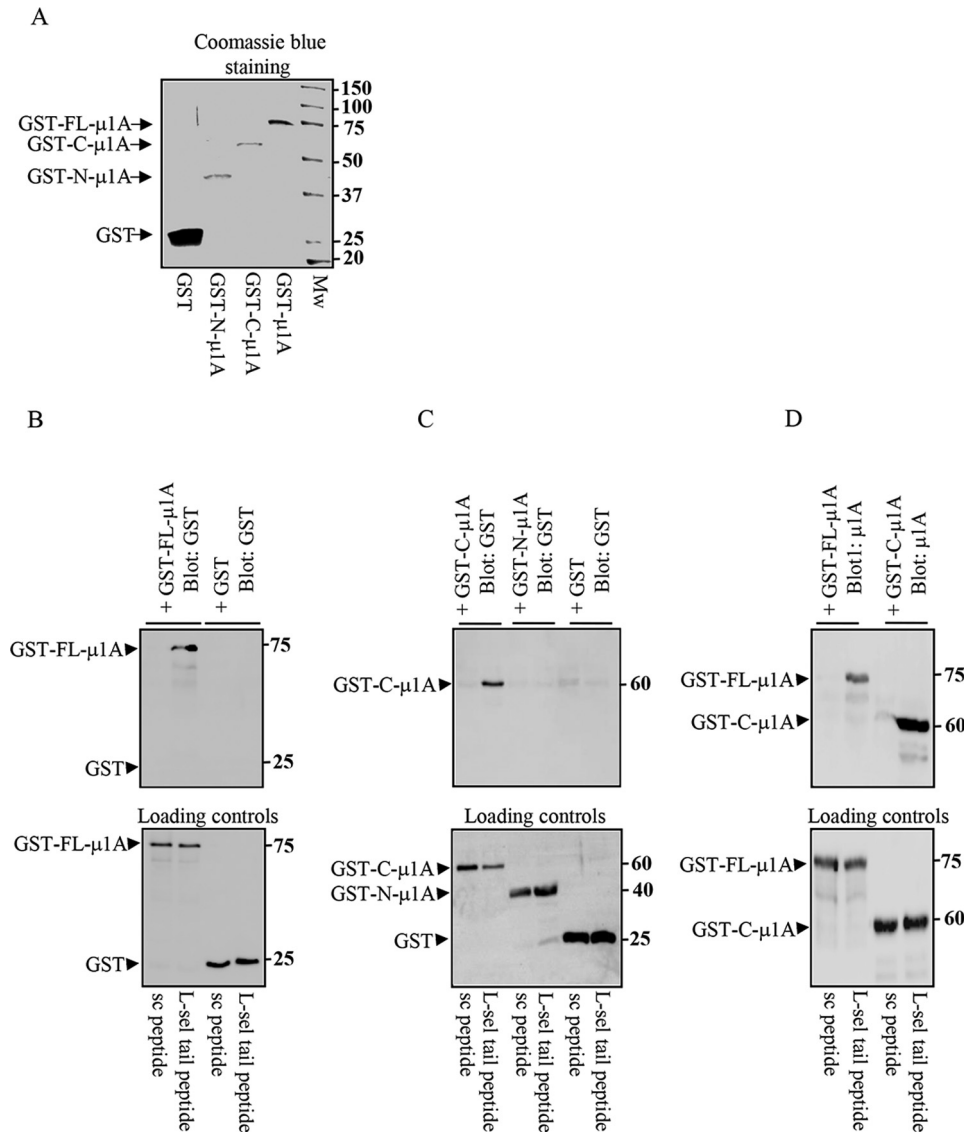 A
Coomassie blue
staining
GST-FL-µ1A
GST-C-µ1A
GST-N-µ1A
GST
150
100
75
50
37
25
20
GST
GST-N-µ1A
GST-C-µ1A
GST-µ1A
Mw
B
+ GST-FL-µ1A
Blot: GST
+ GST
Blot: GST
GST-FL-µ1A
75
GST
25
Loading controls
GST-FL-µ1A
75
GST
25
sc peptide
L-sel tail peptide
sc peptide
L-sel tail peptide
C
+ GST-C-µ1A
Blot: GST
+ GST-N-µ1A
Blot: GST
+ GST
Blot: GST
GST-C-µ1A
60
Loading controls
GST-C-µ1A
60
GST-N-µ1A
40
GST
25
sc peptide
L-sel tail peptide
sc peptide
L-sel tail peptide
sc peptide
L-sel tail peptide
D
+ GST-FL-µ1A
Blot1: µ1A
+ GST-C-µ1A
Blot: µ1A
GST-FL-µ1A
75
GST-C-µ1A
60
Loading controls
GST-FL-µ1A
75
GST-C-µ1A
60
sc peptide
L-sel tail peptide
sc peptide
L-sel tail peptide